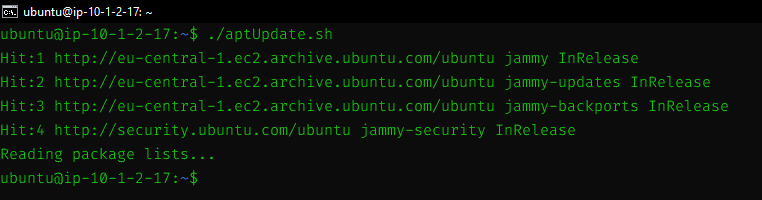 ubuntu@ip-10-1-2-17: ~
ubuntu@ip-10-1-2-17:~$ ./aptUpdate.sh
Hit:1 http://eu-central-1.ec2.archive.ubuntu.com/ubuntu jammy InRelease
Hit:2 http://eu-central-1.ec2.archive.ubuntu.com/ubuntu jammy-updates InRelease
Hit:3 http://eu-central-1.ec2.archive.ubuntu.com/ubuntu jammy-backports InRelease
Hit:4 http://security.ubuntu.com/ubuntu jammy-security InRelease
Reading package lists...
ubuntu@ip-10-1-2-17:~$